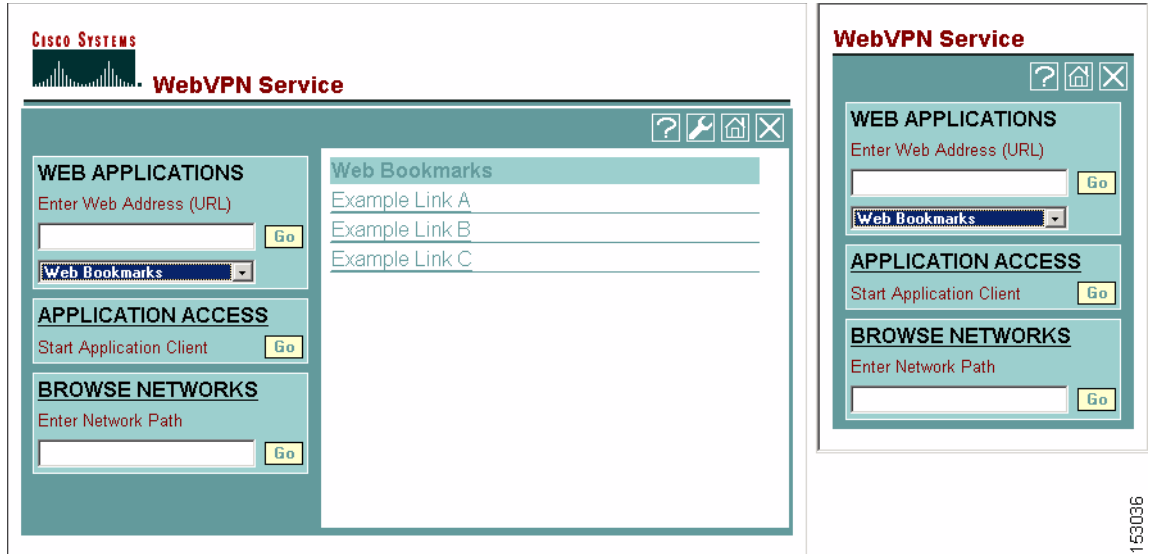 CISCO SYSTEMS
WebVPN Service
WEB APPLICATIONS
Enter Web Address (URL)
Go
Web Bookmarks
APPLICATION ACCESS
Start Application Client
Go
BROWSE NETWORKS
Enter Network Path
Go
Web Bookmarks
Example Link A
Example Link B
Example Link C
WebVPN Service
WEB APPLICATIONS
Enter Web Address (URL)
Go
Web Bookmarks
APPLICATION ACCESS
Start Application Client
Go
BROWSE NETWORKS
Enter Network Path
Go
153036